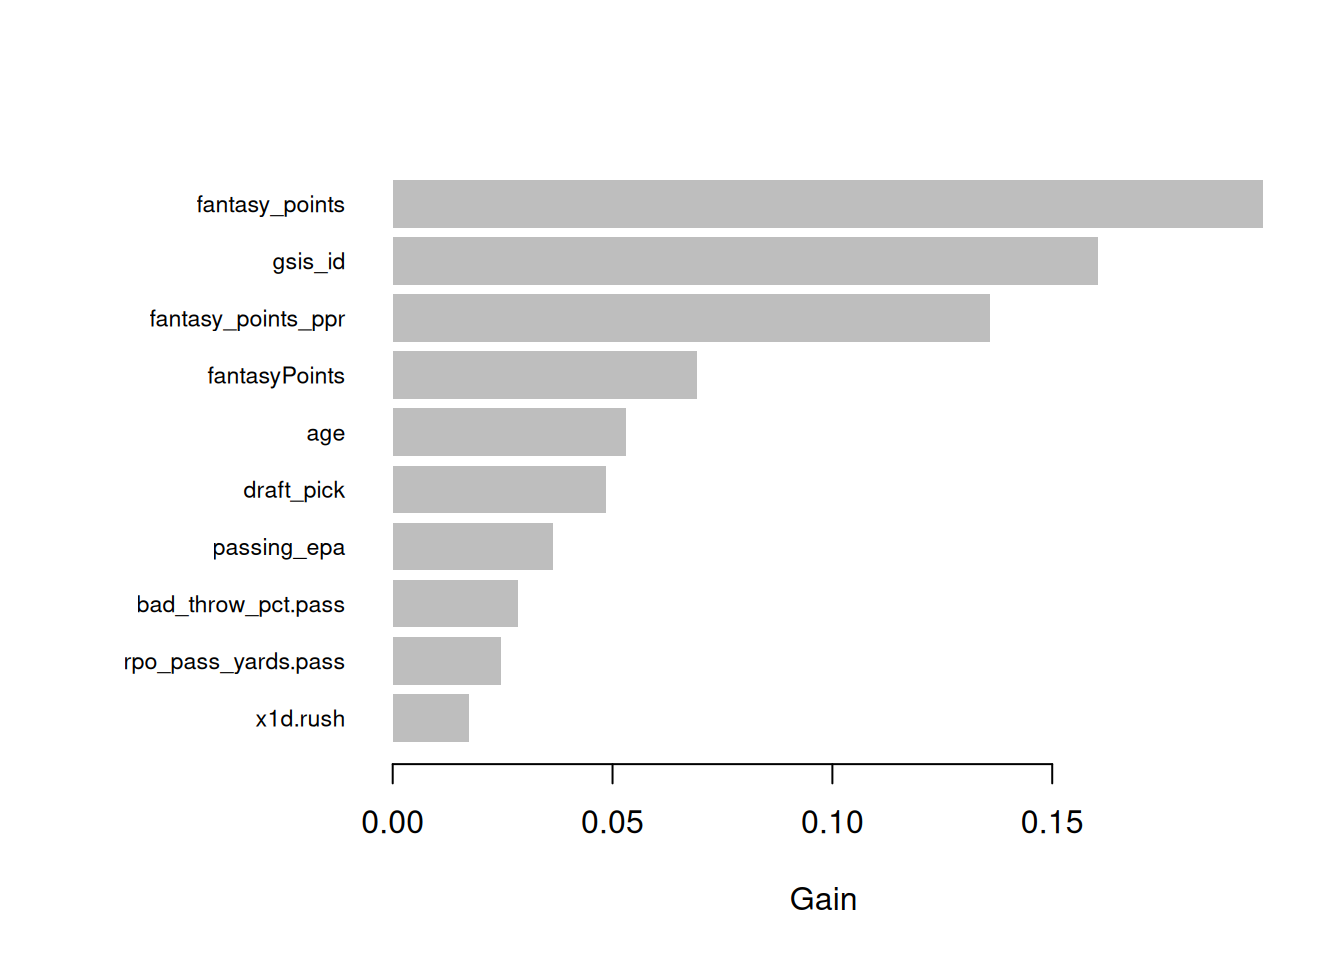 fantasy_points
gsis_id
fantasy_points_ppr
fantasyPoints
age
draft_pick
passing_epa
bad_throw_pct.pass
rpo_pass_yards.pass
x1d.rush
0.00 0.05 0.10 0.15
Gain